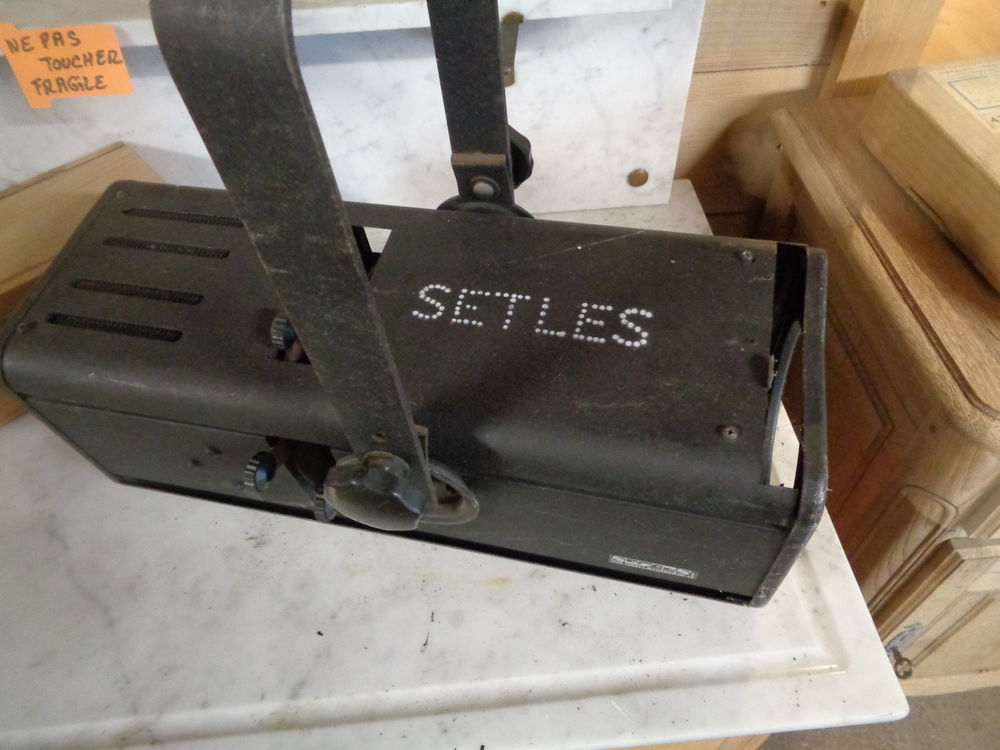 NE PAS
TOUCHER
FRAGILE
SETLES